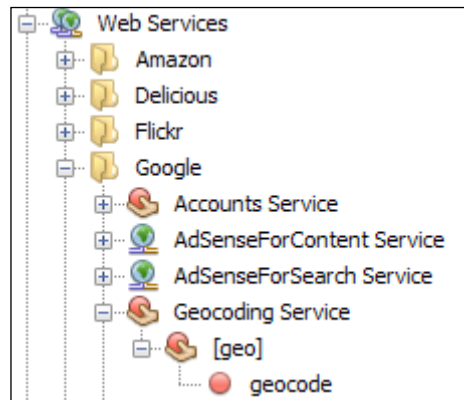 Web Services
Amazon
Delicious
Flickr
Google
Accounts Service
AdSenseForContent Service
AdSenseForSearch Service
Geocoding Service
[geo]
geocode